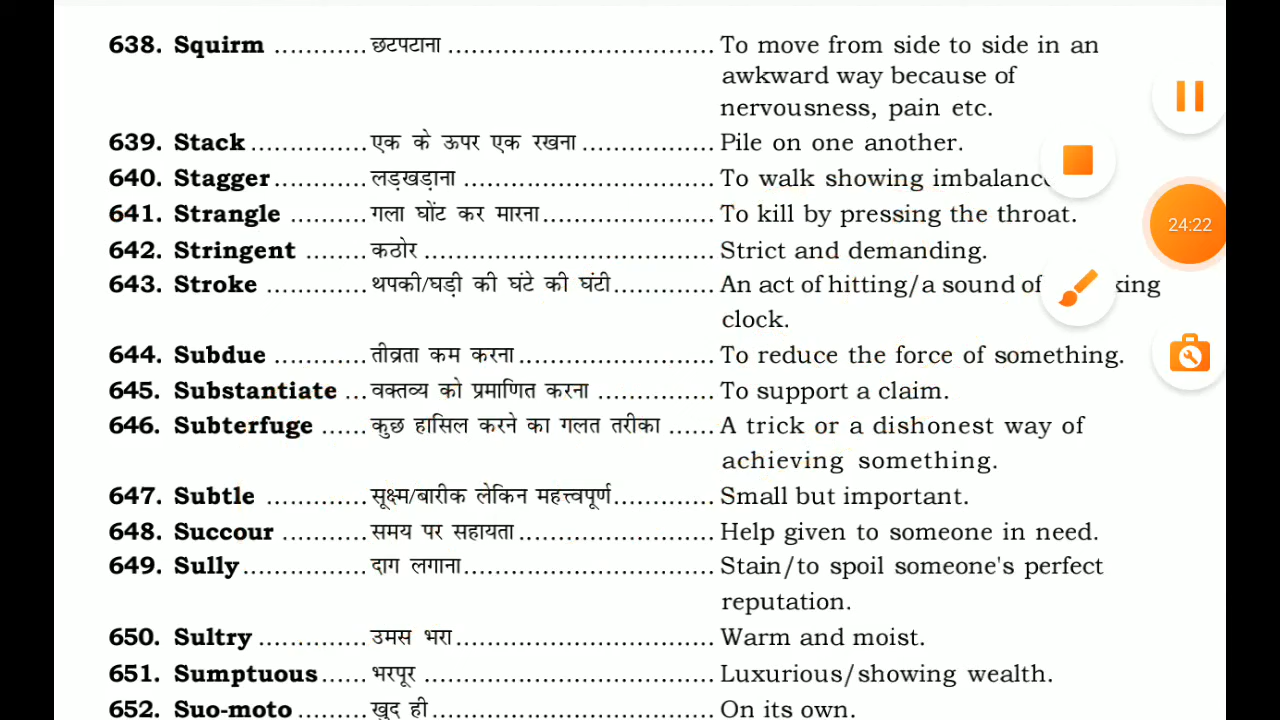 638. Squirm ............छटपटाना ................................... To move from side to side in an
awkward way because of
nervousness, pain etc.
639. Stack...............एक के ऊपर एक रखना ................. Pile on one another.
640. Stagger............लड़खड़ाना ................................. To walk showing
641. Strangle ..........गला घोंट कर मारना...................... To kill by pressing the throat.
642. Stringent ........कठोर ...................................... Strict and demanding.
643. Stroke .............थपकी/घड़ी की घंटे की घंटी............. An act of hitting/a sound of
clock.
644. Subdue ............तीव्रता कम करना......................... To reduce the force of something.
645. Substantiate ...वक्तव्य को प्रमाणित करना ............... To support a claim.
646. Subterfuge ......कुछ हासिल करने का गलत तरीका ...... A trick or a dishonest way of
achieving something.
647. Subtle .............सूक्ष्म/बारीक लेकिन महत्त्वपूर्ण............. Small but important.
648. Succour ...........समय पर सहायता......................... Help given to someone in need.
649. Sully................दाग लगाना................................ Stain/to spoil someone's perfect
reputation.
650. Sultry ..............उमस भरा................................. Warm and moist.
651. Sumptuous......भरपूर ...................................... Luxurious/showing wealth.
652. Suo-moto .........खुद ही.................................... On its own.
24:22